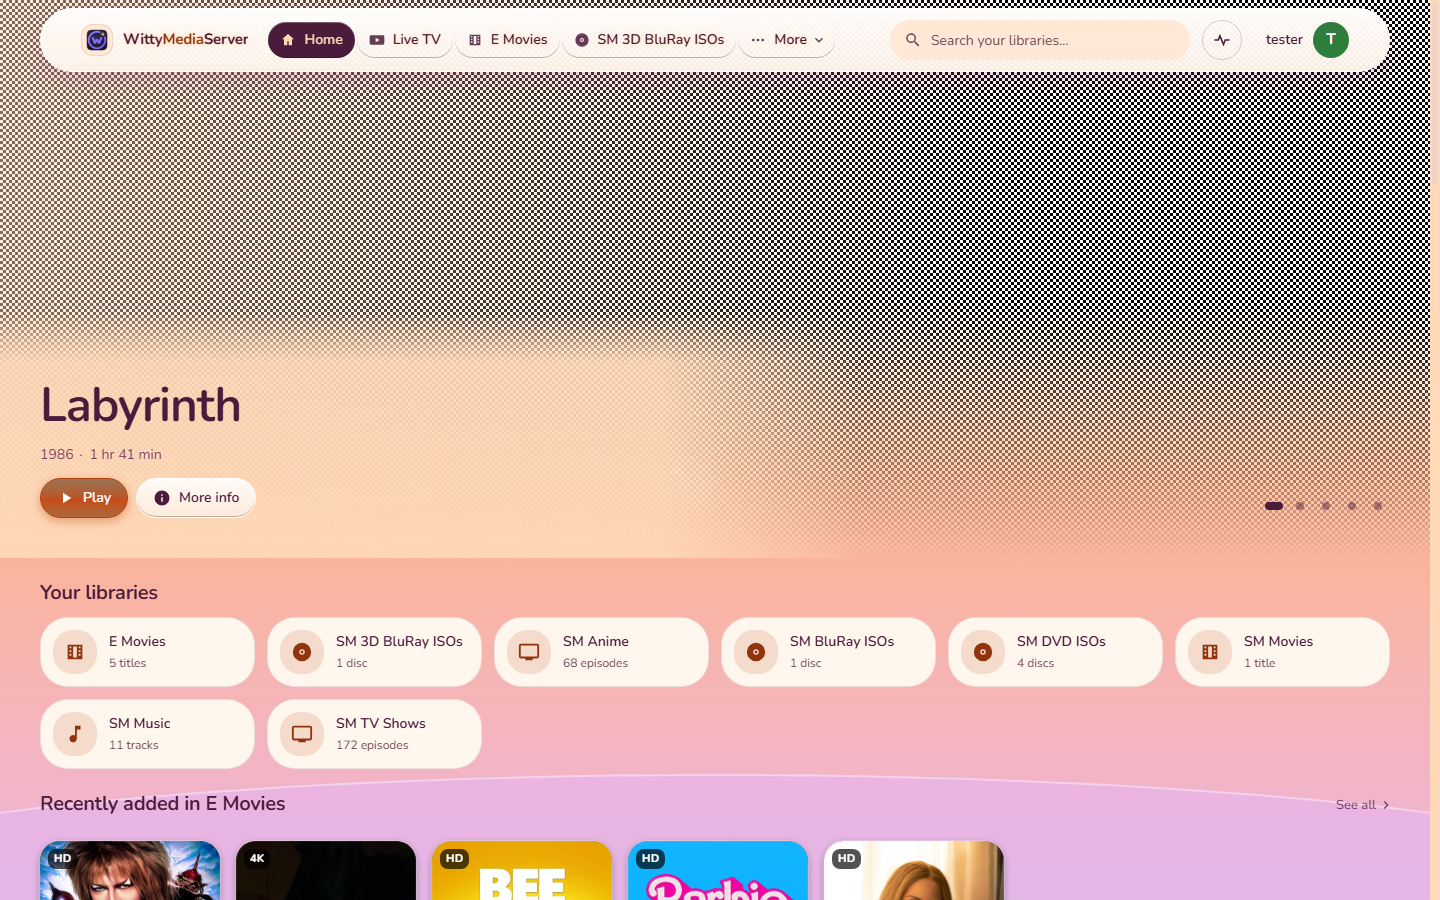 WittyMediaServer
Home
Live TV
E Movies
SM 3D BluRay ISOs
More
Search your libraries...
tester
T
Labyrinth
1986 · 1 hr 41 min
Play
More info
Your libraries
E Movies
5 titles
SM 3D BluRay ISOs
1 disc
SM Anime
68 episodes
SM BluRay ISOs
1 disc
SM DVD ISOs
4 discs
SM Movies
1 title
SM Music
11 tracks
SM TV Shows
172 episodes
Recently added in E Movies
See all
HD
4K
HD
BEE
HD
Barbie
HD